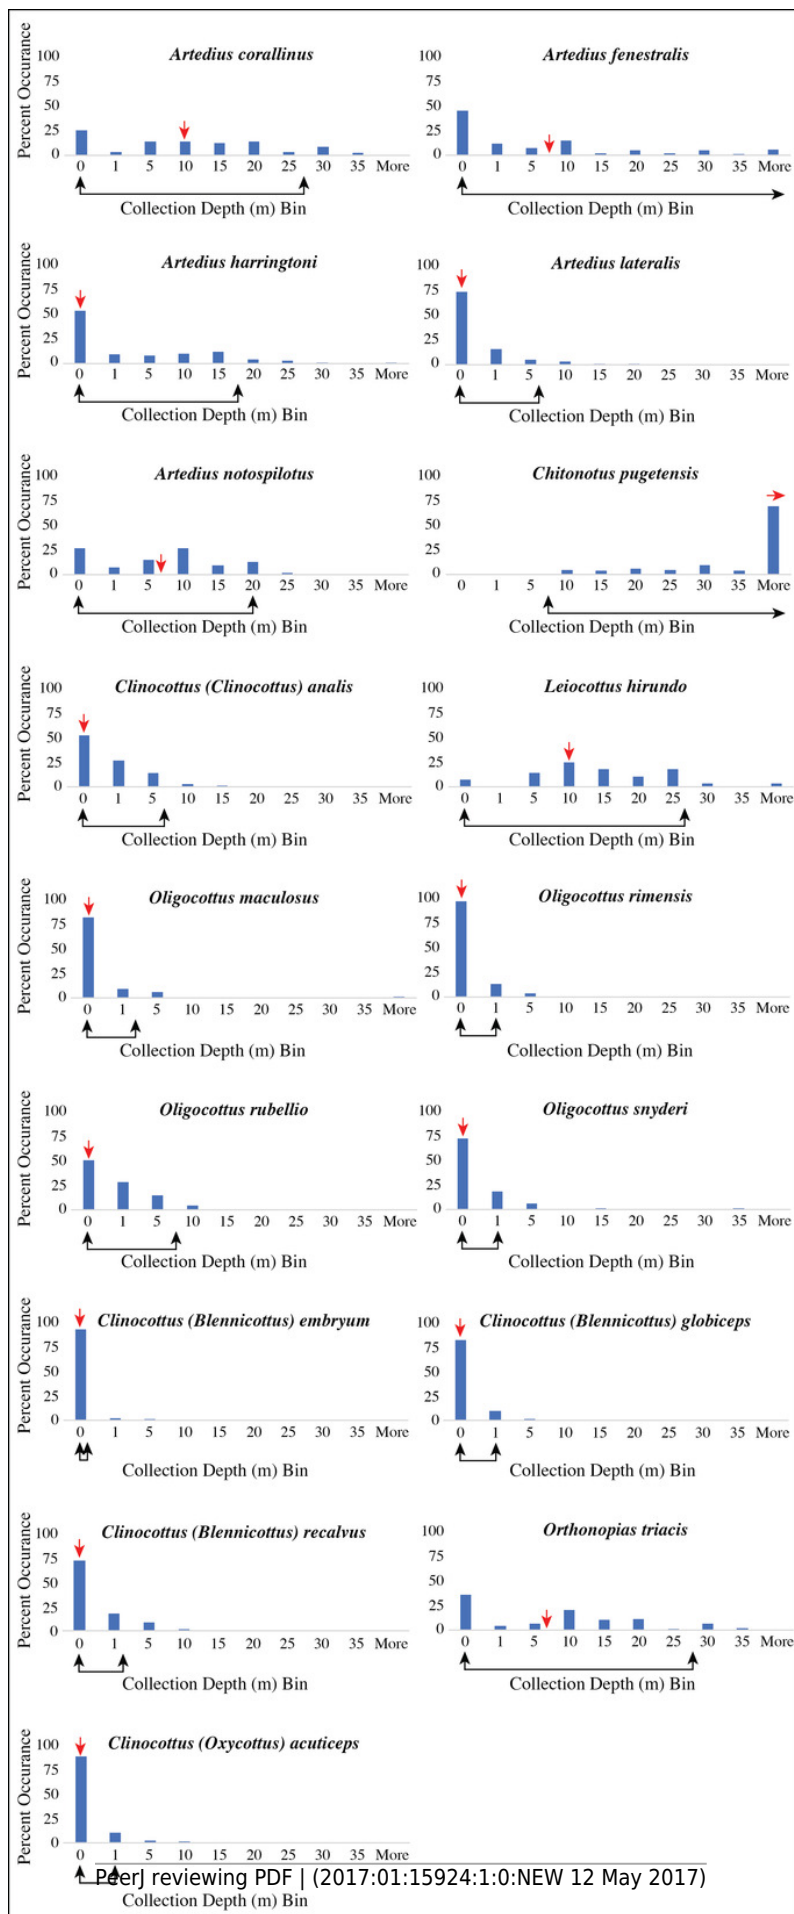 Artedius corallinus
Percent Occurance
100
75
50
25
0
0 1 5 10 15 20 25 30 35 More
Collection Depth (m) Bin
Artedius fenestralis
100
75
50
25
0
0 1 5 10 15 20 25 30 35 More
Collection Depth (m) Bin
Artedius harringtoni
Percent Occurance
100
75
50
25
0
0 1 5 10 15 20 25 30 35 More
Collection Depth (m) Bin
Artedius lateralis
100
75
50
25
0
0 1 5 10 15 20 25 30 35 More
Collection Depth (m) Bin
Artedius notospilotus
Percent Occurance
100
75
50
25
0
0 1 5 10 15 20 25 30 35 More
Collection Depth (m) Bin
Chitonotus pugetensis
100
75
50
25
0
0 1 5 10 15 20 25 30 35 More
Collection Depth (m) Bin
Clinocottus (Clinocottus) analis
Percent Occurance
100
75
50
25
0
0 1 5 10 15 20 25 30 35 More
Collection Depth (m) Bin
Leiocottus hirundo
100
75
50
25
0
0 1 5 10 15 20 25 30 35 More
Collection Depth (m) Bin
Oligocottus maculosus
Percent Occurance
100
75
50
25
0
0 1 5 10 15 20 25 30 35 More
Collection Depth (m) Bin
Oligocottus rimensis
100
75
50
25
0
0 1 5 10 15 20 25 30 35 More
Collection Depth (m) Bin
Oligocottus rubellio
Percent Occurance
100
75
50
25
0
0 1 5 10 15 20 25 30 35 More
Collection Depth (m) Bin
Oligocottus snyderi
100
75
50
25
0
0 1 5 10 15 20 25 30 35 More
Collection Depth (m) Bin
Clinocottus (Blennicottus) embryum
Percent Occurance
100
75
50
25
0
0 1 5 10 15 20 25 30 35 More
Collection Depth (m) Bin
Clinocottus (Blennicottus) globiceps
100
75
50
25
0
0 1 5 10 15 20 25 30 35 More
Collection Depth (m) Bin
Clinocottus (Blennicottus) recalvus
Percent Occurance
100
75
50
25
0
0 1 5 10 15 20 25 30 35 More
Collection Depth (m) Bin
Orthonopias triacis
100
75
50
25
0
0 1 5 10 15 20 25 30 35 More
Collection Depth (m) Bin
Clinocottus (Oxycottus) acuticeps
Percent Occurance
100
75
50
25
0
0 1 5 10 15 20 25 30 35 More
PeerJ reviewing PDF | (2017:01:15924:1:0:NEW 12 May 2017)
Collection Depth (m) Bin